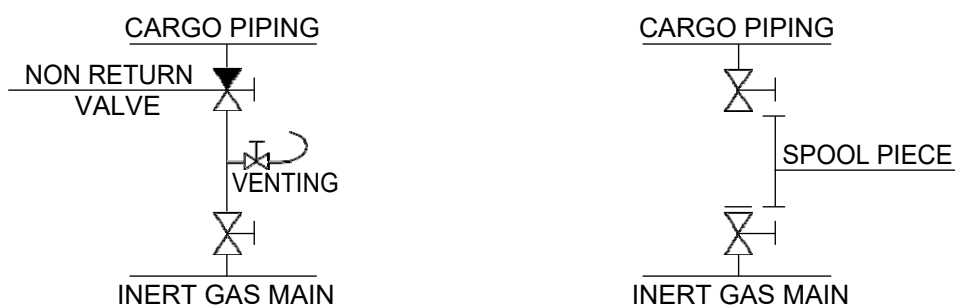 CARGO PIPING
NON RETURN
VALVE
VENTING
INERT GAS MAIN
CARGO PIPING
SPOOL PIECE
INERT GAS MAIN